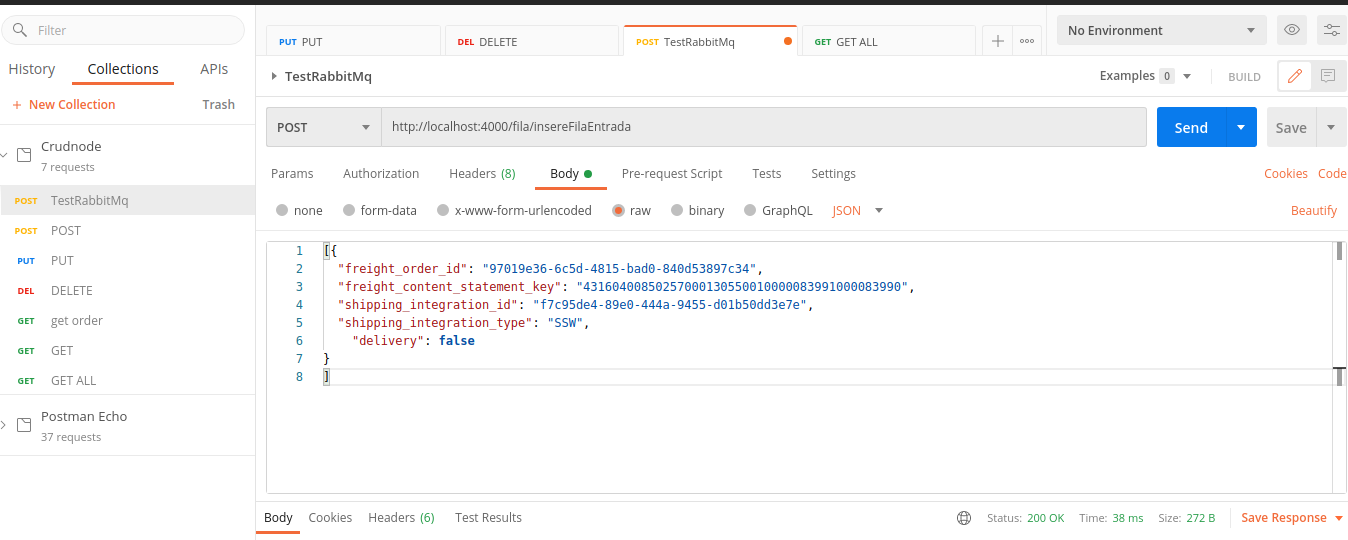 Filter
History Collections APIs
+ New Collection Trash
Crudnode
7 requests
POST TestRabbitMq
POST POST
PUT PUT
DEL DELETE
GET get order
GET GET
GET GET ALL
Postman Echo
37 requests
PUT PUT DEL DELETE POST TestRabbitMq GET GET ALL + ooo
No Environment
TestRabbitMq
Examples 0 BUILD
POST http://localhost:4000/fila/insereFilaEntrada Send Save
Params Authorization Headers (8) Body Pre-request Script Tests Settings Cookies Code
none form-data x-www-form-urlencoded raw binary GraphQL JSON Beautify
1 [{
2 "freight_order_id": "97019e36-6c5d-4815-bad0-840d53897c34",
3 "freight_content_statement_key": "43160400850257000130550010000083991000083990",
4 "shipping_integration_id": "f7c95de4-89e0-444a-9455-d01b50dd3e7e",
5 "shipping_integration_type": "SSW",
6 "delivery": false
7 }
8 ]
Body Cookies Headers (6) Test Results Status: 200 OK Time: 38 ms Size: 272 B Save Response